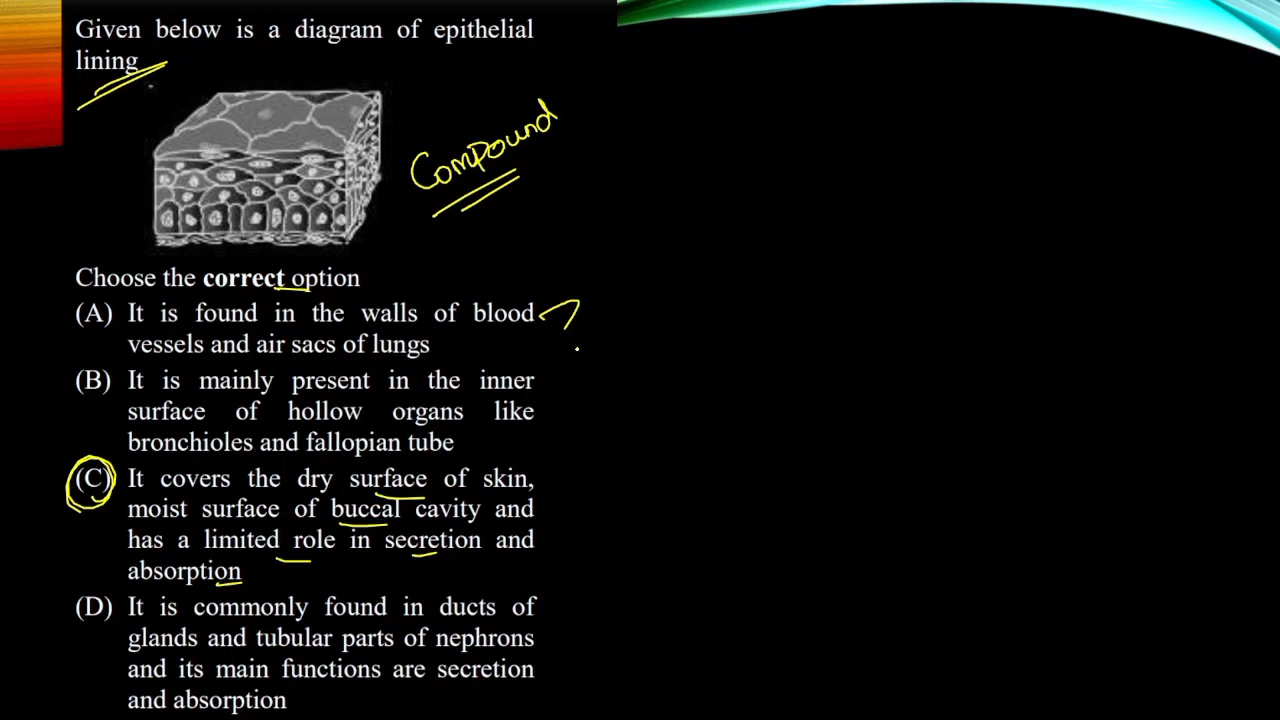 Given below is a diagram of epithelial
lining
Compound
Choose the correct option
(A) It is found in the walls of blood
vessels and air sacs of lungs
?
(B) It is mainly present in the inner
surface of hollow organs like
bronchioles and fallopian tube
(C) It covers the dry surface of skin,
moist surface of buccal cavity and
has a limited role in secretion and
absorption
(D) It is commonly found in ducts of
glands and tubular parts of nephrons
and its main functions are secretion
and absorption